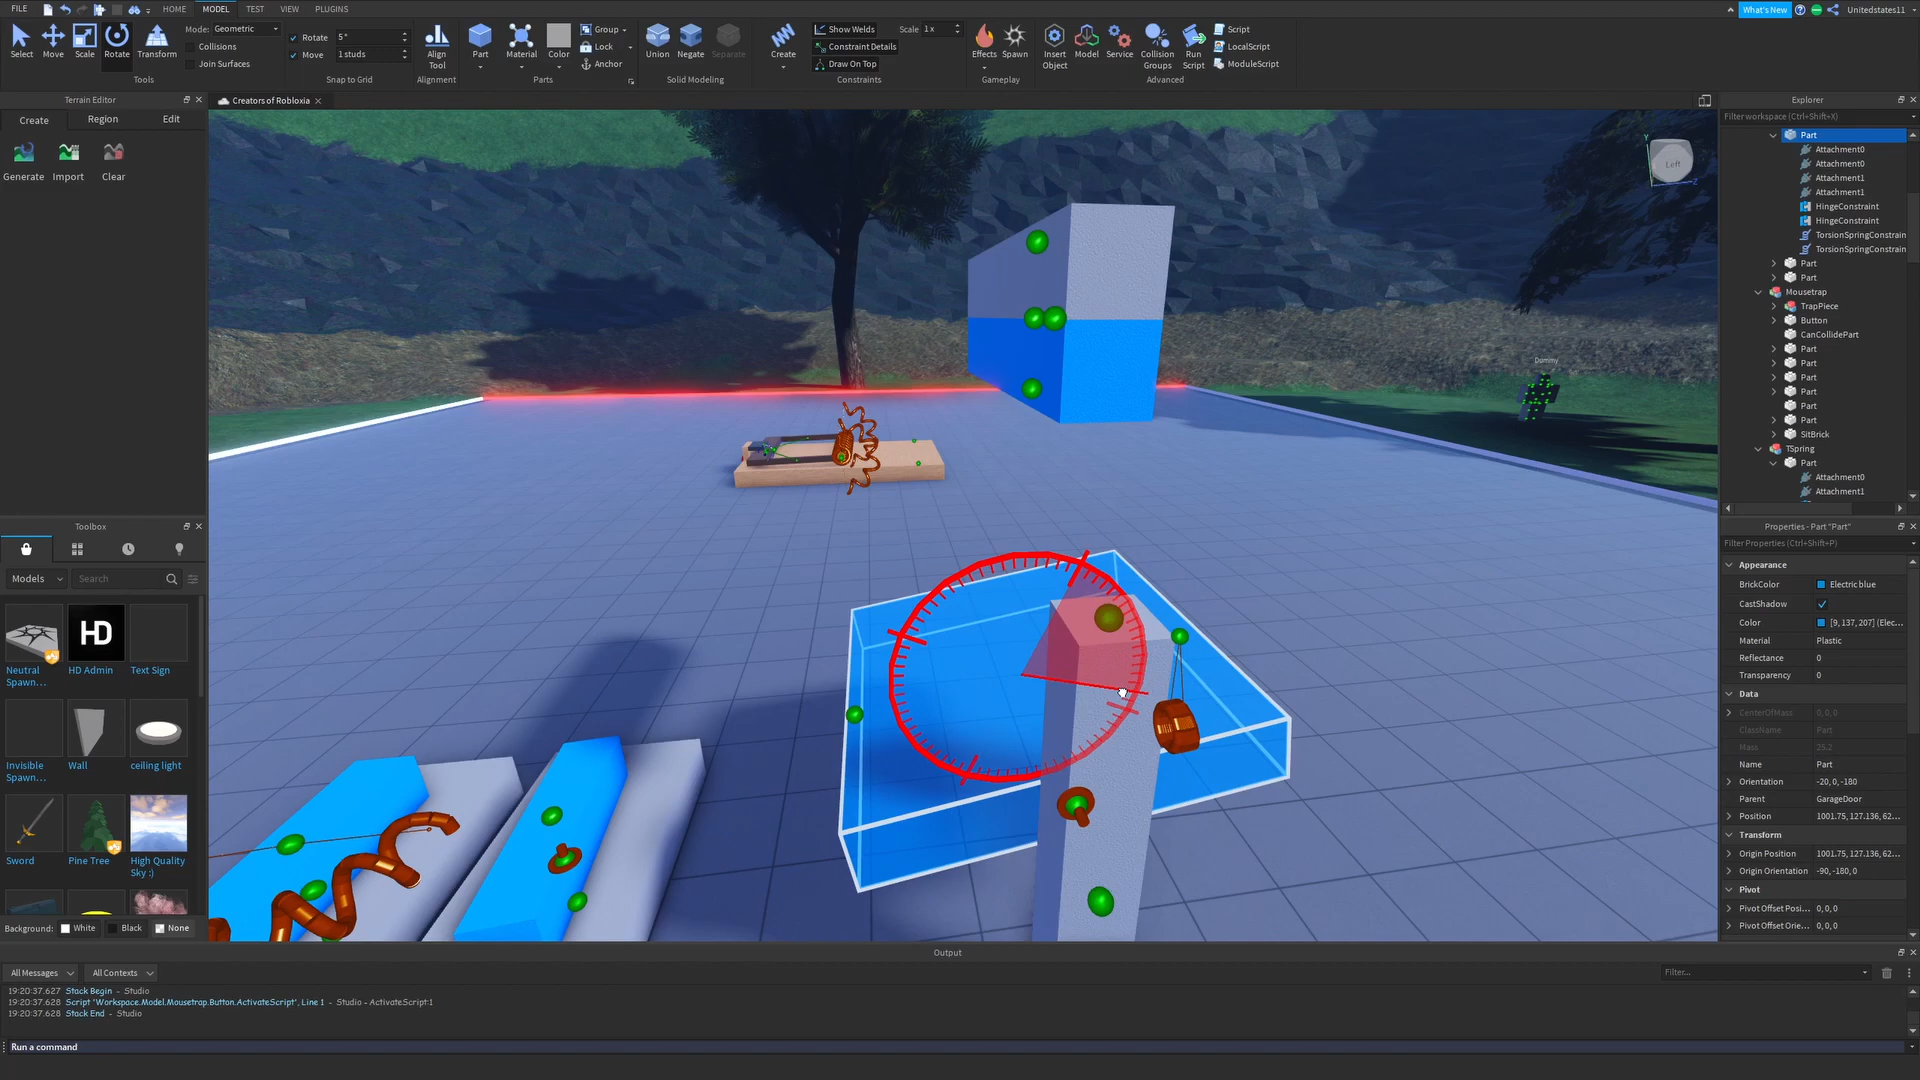 FILE HOME MODEL TEST VIEW PLUGINS What's New Unitedstates11
Select Move Scale Rotate Transform
Mode: Geometric
Collisions
Join Surfaces
Tools
Rotate 5°
Move 1 studs
Snap to Grid
Align Tool
Alignment
Part Material Color
Group
Lock
Anchor
Parts
Union Negate Separate
Solid Modeling
Create
Show Welds
Constraint Details
Draw On Top
Scale 1 x
Constraints
Effects Spawn
Gameplay
Insert Object Model Service Collision Groups Run Script
Script
LocalScript
ModuleScript
Advanced
Terrain Editor
Create Region Edit
Generate Import Clear
Creators of Robloxia
Left
Y
Z
Dummy
Toolbox
Models Search
Neutral Spawn...
HD
HD Admin
Text Sign
Invisible Spawn...
Wall
ceiling light
Sword
Pine Tree
High Quality Sky :)
Background: White Black None
Explorer
Filter workspace (Ctrl+Shift+X)
Part
Attachment0
Attachment0
Attachment1
Attachment1
HingeConstraint
HingeConstraint
TorsionSpringConstrain
TorsionSpringConstrain
Part
Part
Mousetrap
TrapPiece
Button
CanCollidePart
Part
Part
Part
Part
Part
Part
SitBrick
TSpring
Part
Attachment0
Attachment1
Properties - Part "Part"
Filter Properties (Ctrl+Shift+P)
Appearance
BrickColor Electric blue
CastShadow
Color [9, 137, 207] (Elec...
Material Plastic
Reflectance 0
Transparency 0
Data
CenterOfMass 0, 0, 0
ClassName Part
Mass 25.2
Name Part
Orientation -20, 0, -180
Parent GarageDoor
Position 1001.75, 127.136, 62...
Transform
Origin Position 1001.75, 127.136, 62...
Origin Orientation -90, -180, 0
Pivot
Pivot Offset Posi... 0, 0, 0
Pivot Offset Orie... 0, 0, 0
Output
All Messages All Contexts Filter...
19:20:37.627 Stack Begin - Studio
19:20:37.628 Script 'Workspace.Model.Mousetrap.Button.ActivateScript', Line 1 - Studio - ActivateScript:1
19:20:37.628 Stack End - Studio
Run a command